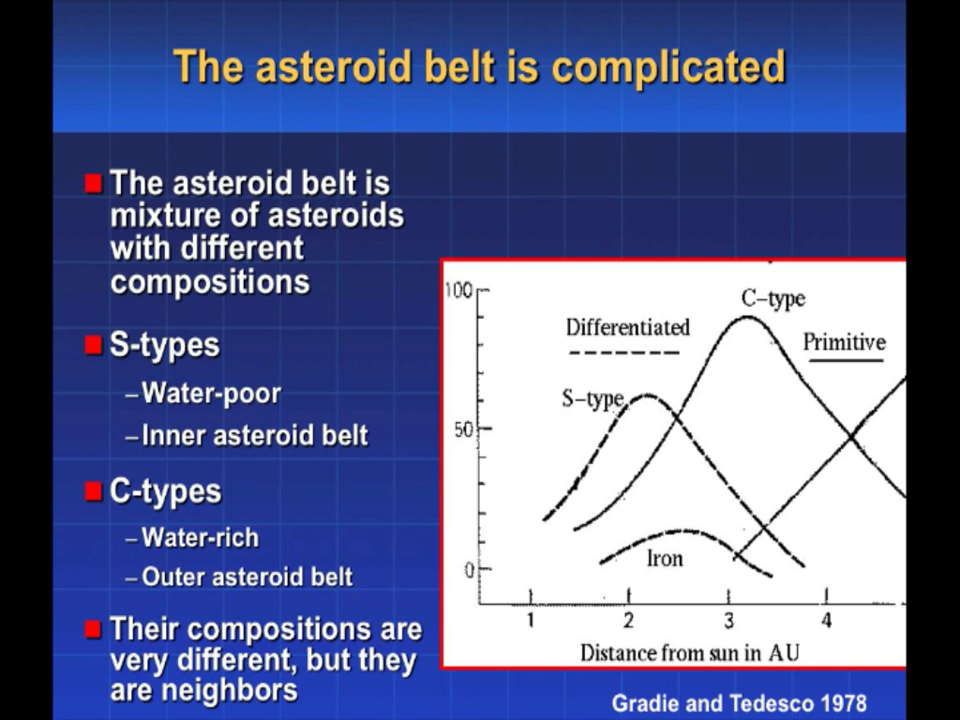 The asteroid belt is complicated
The asteroid belt is
mixture of asteroids
with different
compositions
S-types
–Water-poor
–Inner asteroid belt
C-types
–Water-rich
–Outer asteroid belt
Their compositions are
very different, but they
are neighbors
100
50
0
C-type
Differentiated
Primitive
S-type
Iron
1 2 3 4
Distance from sun in AU
Gradie and Tedesco 1978